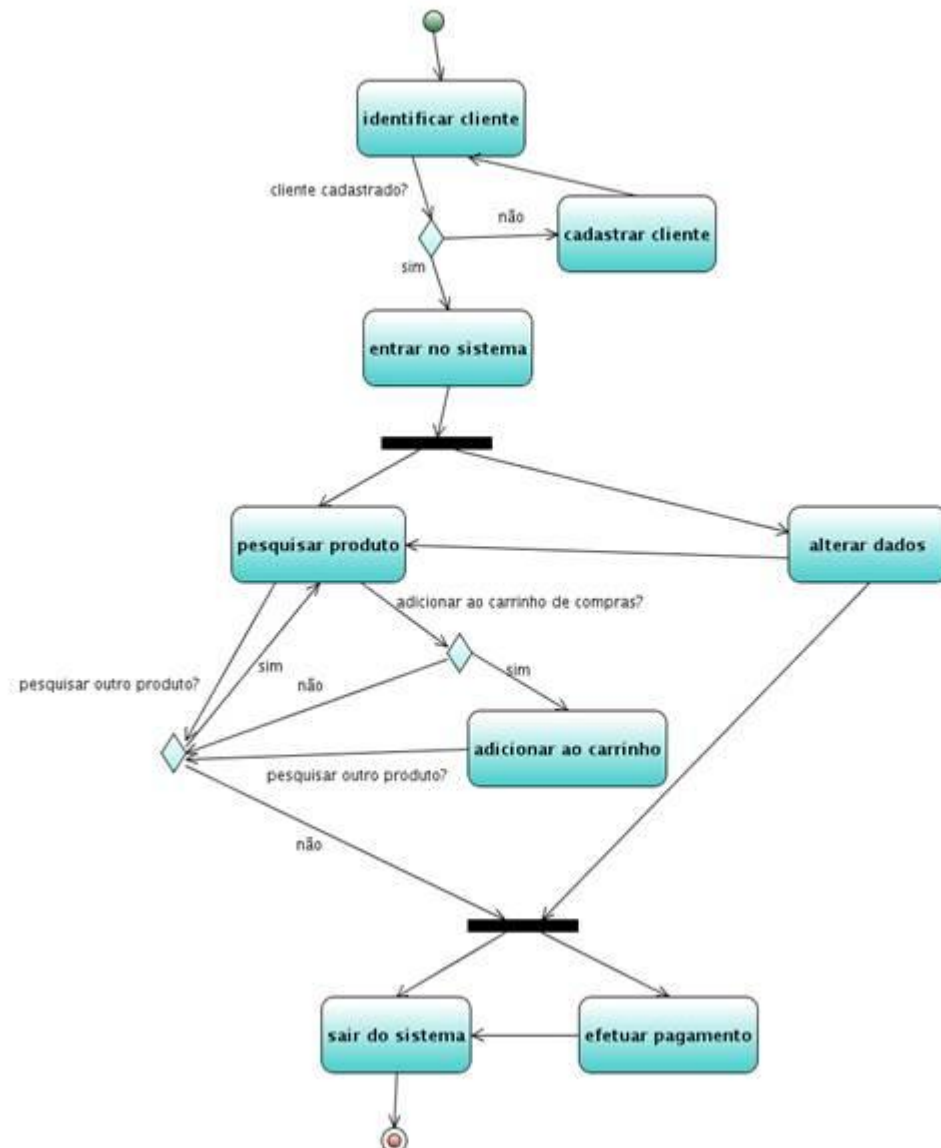 identificar cliente
cliente cadastrado?
não
cadastrar cliente
sim
entrar no sistema
pesquisar produto
alterar dados
adicionar ao carrinho de compras?
sim
pesquisar outro produto?
não
sim
adicionar ao carrinho
pesquisar outro produto?
não
sair do sistema
efetuar pagamento